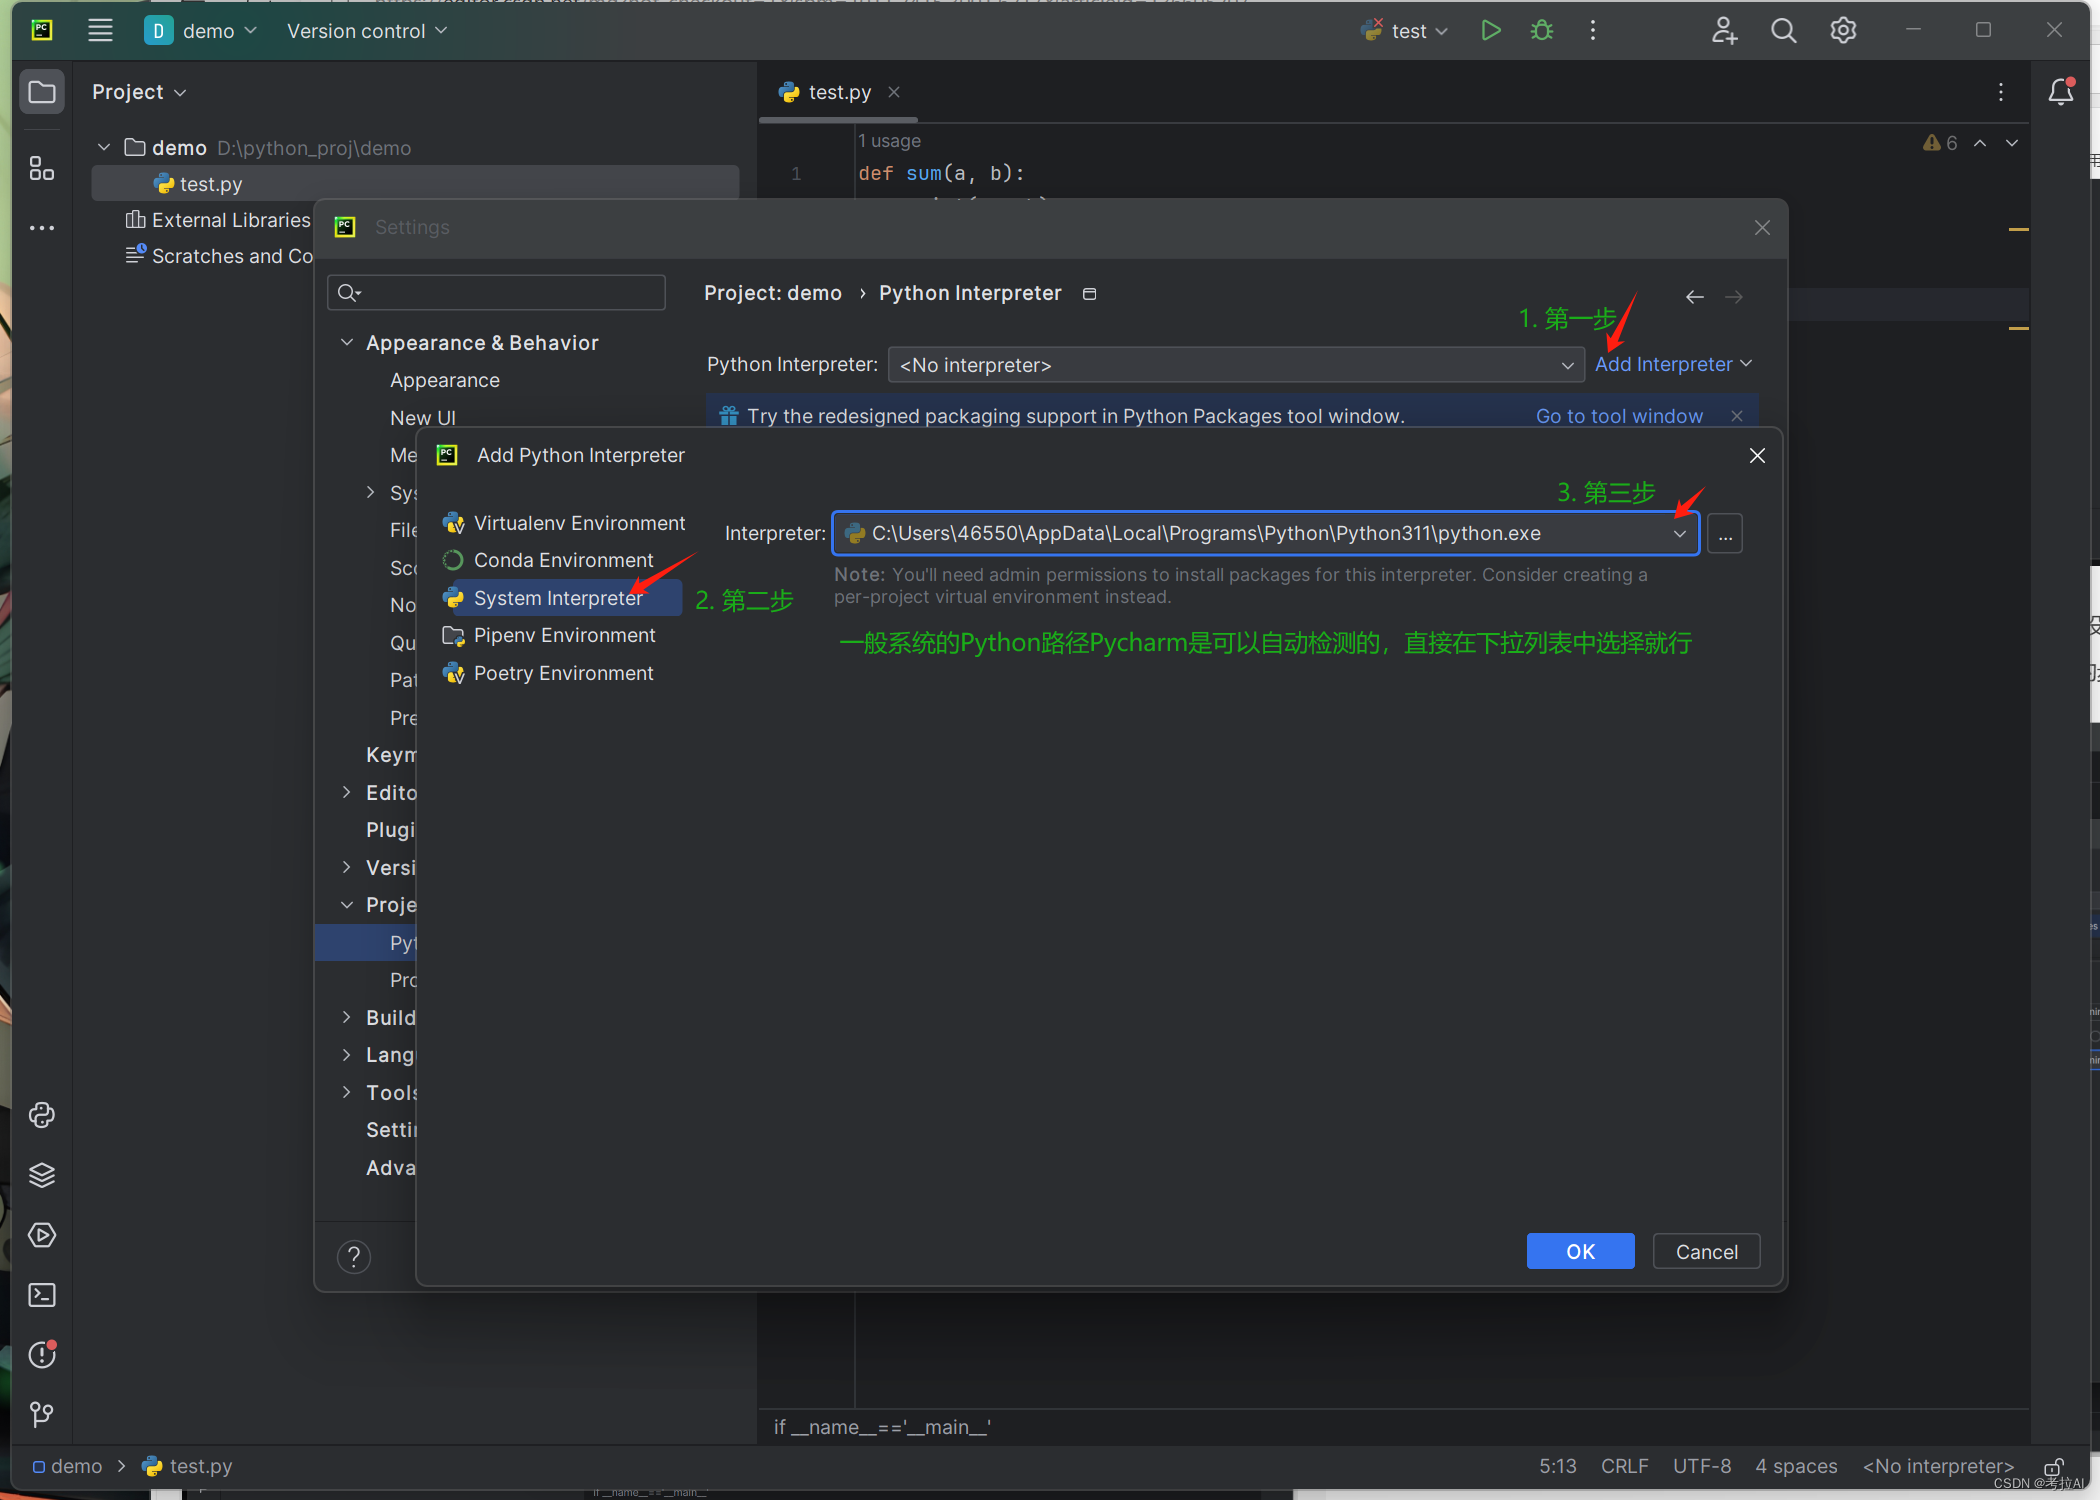 D demo Version control test
Project
test.py
1 usage
6
demo D:\python_proj\demo
1 def sum(a, b):
test.py
External Libraries
Scratches and Co
Settings
Project: demo › Python Interpreter
1. 第一步
Appearance & Behavior
Python Interpreter: <No interpreter> Add Interpreter
Appearance
Try the redesigned packaging support in Python Packages tool window. Go to tool window
New UI
Me
Add Python Interpreter
Sys
3. 第三步
File
Virtualenv Environment
Interpreter: C:\Users\46550\AppData\Local\Programs\Python\Python311\python.exe ...
Sco
Conda Environment
Note: You'll need admin permissions to install packages for this interpreter. Consider creating a
per-project virtual environment instead.
No
System Interpreter
2. 第二步
Qu
Pipenv Environment
一般系统的Python路径Pycharm是可以自动检测的，直接在下拉列表中选择就行
Pat
Poetry Environment
Pre
Keym
Edito
Plugi
Versi
Proje
Pyt
Pro
Build
Lang
Tools
Settin
Adva
?
OK Cancel
if __name__=='__main__'
demo > test.py 5:13 CRLF UTF-8 4 spaces <No interpreter>
CSDN @考拉AI
if __name__=='__main__'